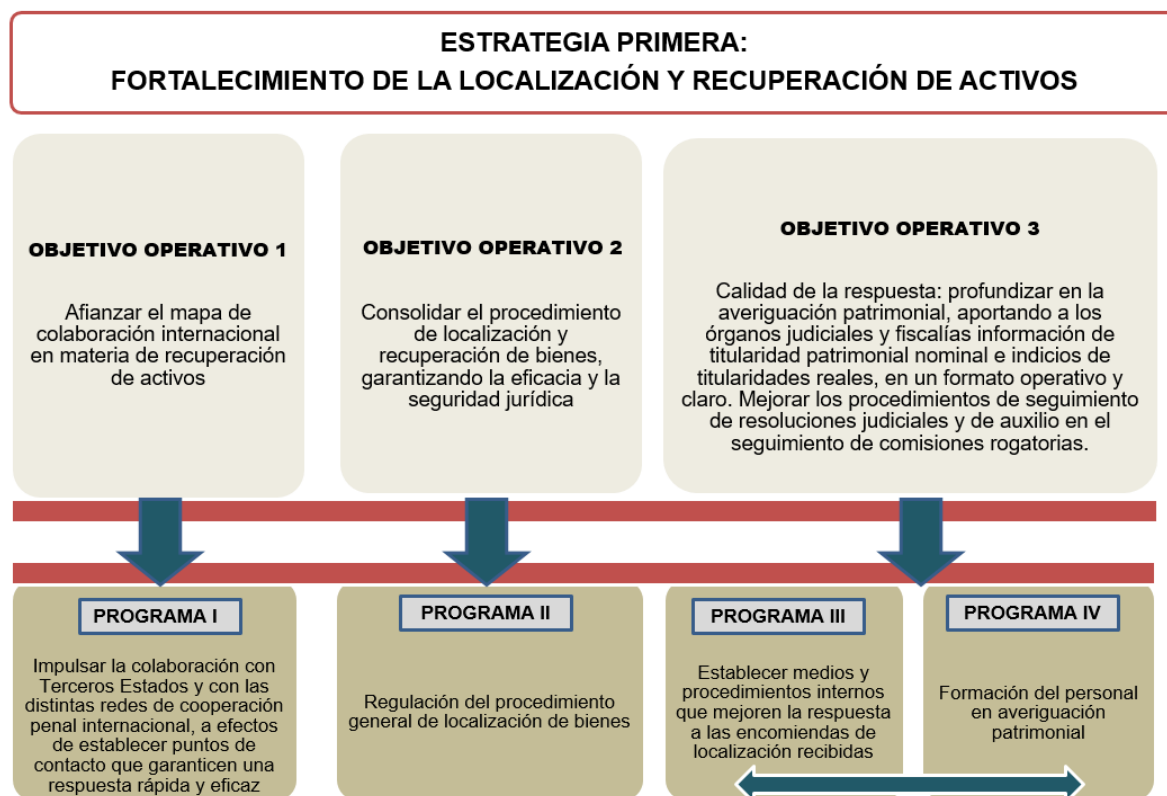 ESTRATEGIA PRIMERA:
FORTALECIMIENTO DE LA LOCALIZACIÓN Y RECUPERACIÓN DE ACTIVOS
OBJETIVO OPERATIVO 1
Afianzar el mapa de
colaboración internacional
en materia de recuperación
de activos
OBJETIVO OPERATIVO 2
Consolidar el procedimiento
de localización y
recuperación de bienes,
garantizando la eficacia y la
seguridad jurídica
OBJETIVO OPERATIVO 3
Calidad de la respuesta: profundizar en la
averiguación patrimonial, aportando a los
órganos judiciales y fiscalías información de
titularidad patrimonial nominal e indicios de
titularidades reales, en un formato operativo y
claro. Mejorar los procedimientos de seguimiento
de resoluciones judiciales y de auxilio en el
seguimiento de comisiones rogatorias.
PROGRAMA I
Impulsar la colaboración con
Terceros Estados y con las
distintas redes de cooperación
penal internacional, a efectos
de establecer puntos de
contacto que garanticen una
respuesta rápida y eficaz
PROGRAMA II
Regulación del procedimiento
general de localización de bienes
PROGRAMA III
Establecer medios y
procedimientos internos
que mejoren la respuesta
a las encomiendas de
localización recibidas
PROGRAMA IV
Formación del personal
en averiguación
patrimonial